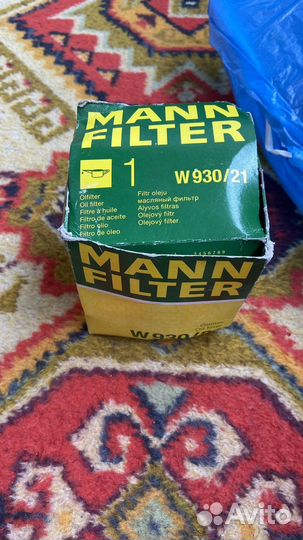 MANN
FILTER
1
W 930/21
Ölfilter
Oil filter
Filtre à huile
Filtro de aceite
Filtro olio
Filtro de óleo
Filtr oleju
масляный фильтр
Alyvos filtras
Olejový filtr
Olejový filter
MANN
FILTER
W 930/
Avito